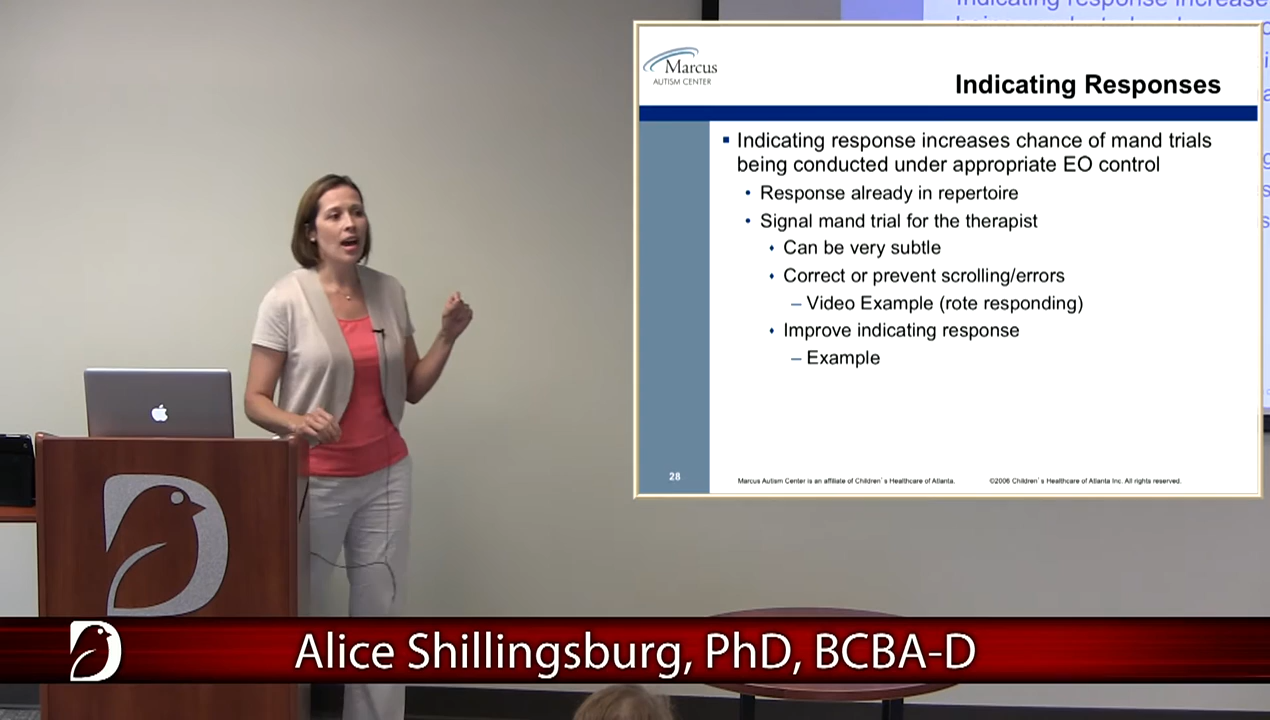 Indicating response increase
Marcus
AUTISM CENTER
Indicating Responses
▪ Indicating response increases chance of mand trials
being conducted under appropriate EO control
• Response already in repertoire
• Signal mand trial for the therapist
⬧ Can be very subtle
⬧ Correct or prevent scrolling/errors
– Video Example (rote responding)
⬧ Improve indicating response
– Example
28
Marcus Autism Center is an affiliate of Children`s Healthcare of Atlanta.
©2006 Children`s Healthcare of Atlanta Inc. All rights reserved.
Alice Shillingsburg, PhD, BCBA-D